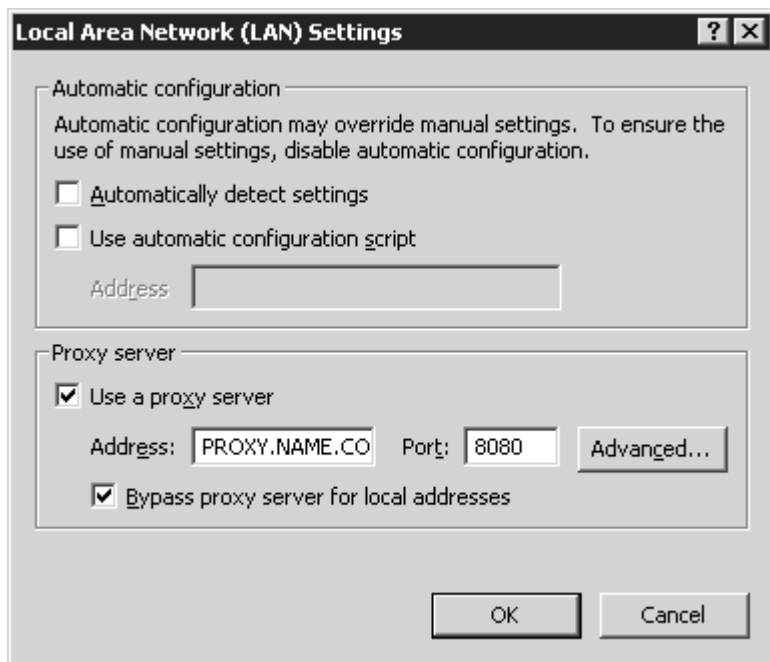 Local Area Network (LAN) Settings
Automatic configuration
Automatic configuration may override manual settings. To ensure the
use of manual settings, disable automatic configuration.
Automatically detect settings
Use automatic configuration script
Address
Proxy server
Use a proxy server
Address: PROXY.NAME.CO Port: 8080 Advanced...
Bypass proxy server for local addresses
OK Cancel